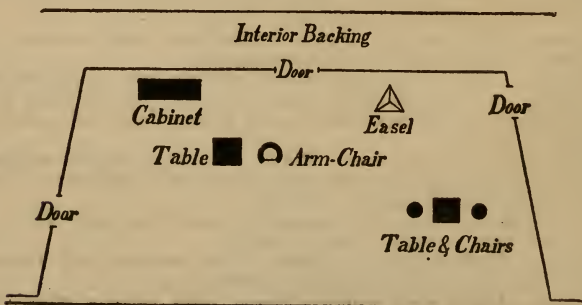 Interior Backing
Door
Cabinet
Easel
Door
Table
Arm-Chair
Door
Table & Chairs